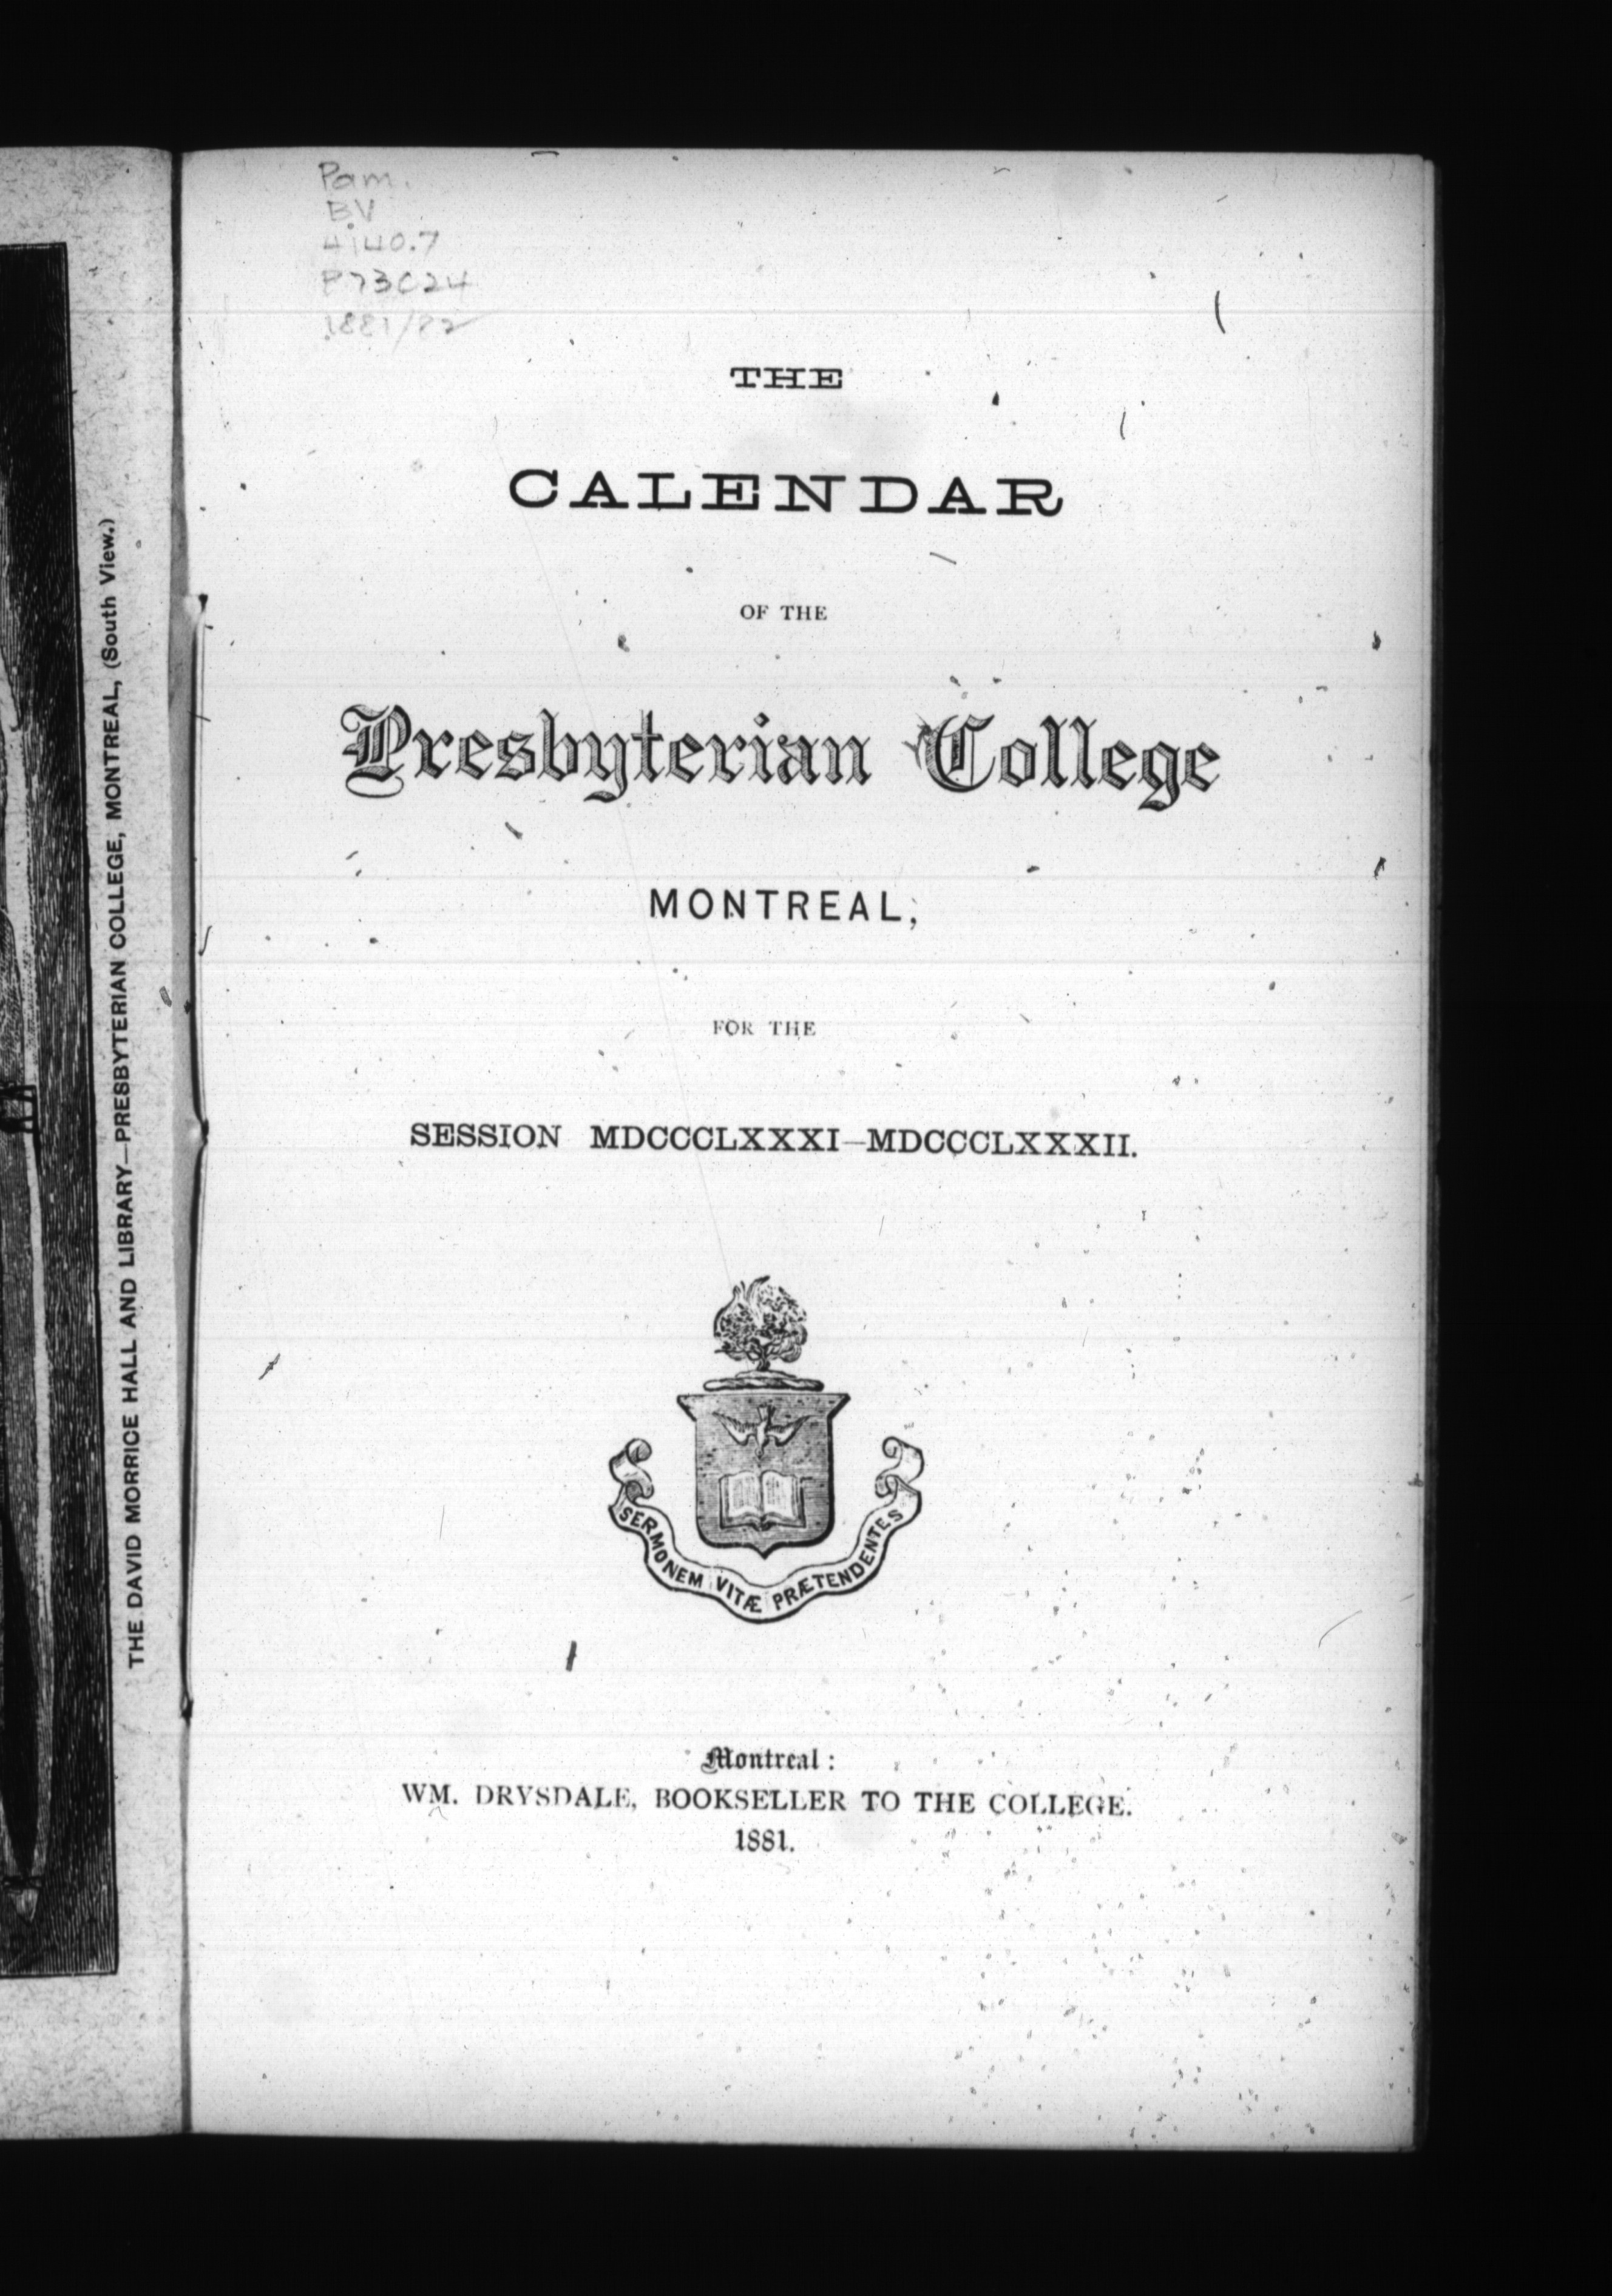 THE DAVID MORRICE HALL AND LIBRARY—PRESBYTERIAN COLLEGE, MONTREAL, (South View.)
Pam.
BV
4140.7
P73C24
1881/82
THE
CALENDAR
OF THE
Presbyterian College
MONTREAL,
FOR THE
SESSION MDCCCLXXXI—MDCCCLXXXII.
SERMONEM VITÆ PRÆTENDENTES
Montreal:
WM. DRYSDALE, BOOKSELLER TO THE COLLEGE.
1881.